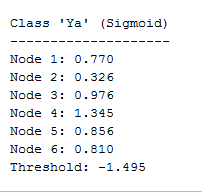 Class 'Ya' (Sigmoid)
--------------------
Node 1: 0.770
Node 2: 0.326
Node 3: 0.976
Node 4: 1.345
Node 5: 0.856
Node 6: 0.810
Threshold: -1.495